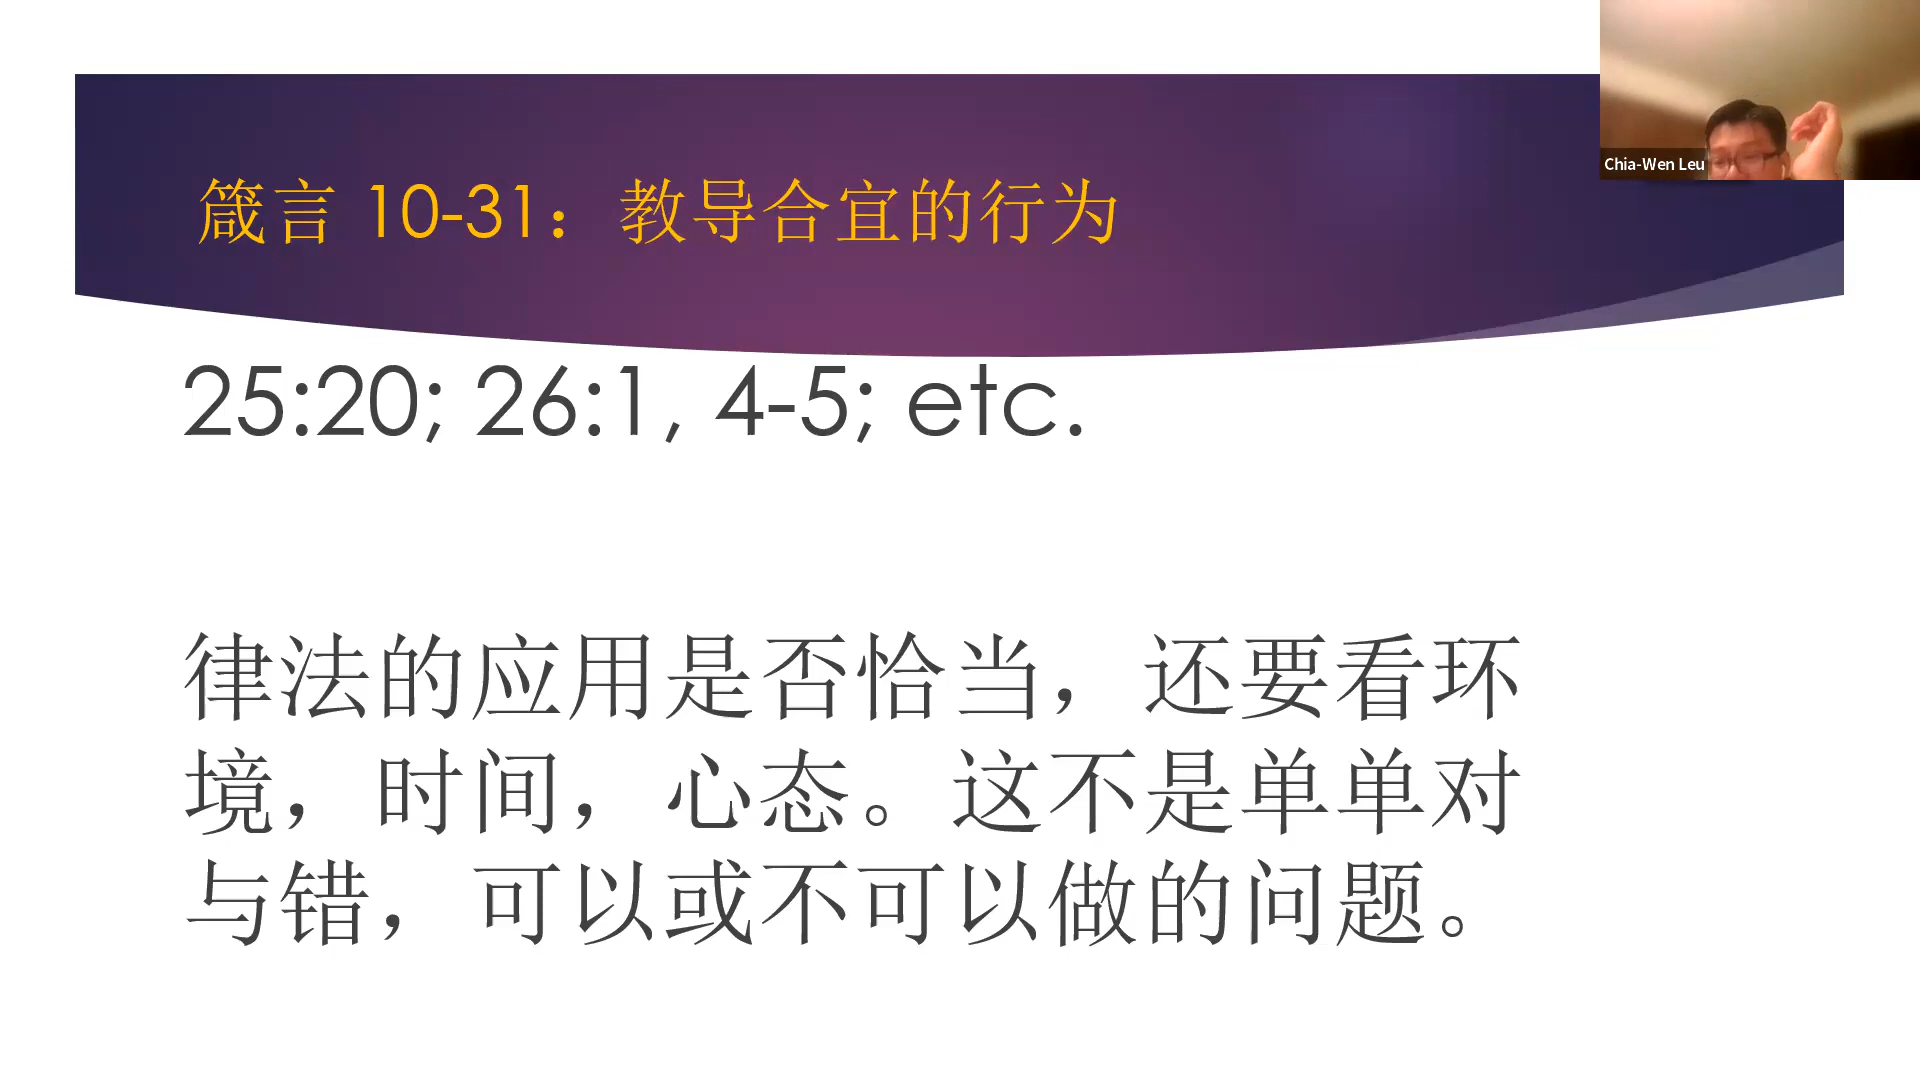 箴言 10-31：教导合宜的行为
Chia-Wen Leu
25:20; 26:1, 4-5; etc.
律法的应用是否恰当，还要看环
境，时间，心态。这不是单单对
与错，可以或不可以做的问题。